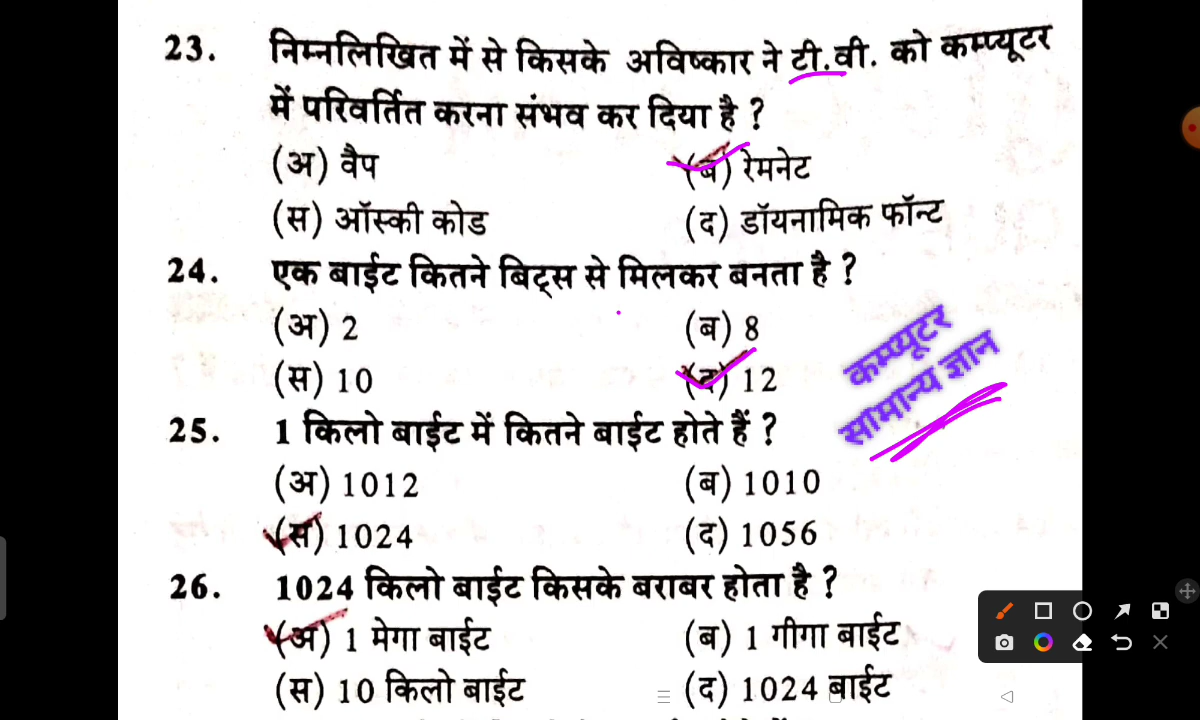 23. निम्नलिखित में से किसके अविष्कार ने टी.वी. को कम्प्यूटर
में परिवर्तित करना संभव कर दिया है ?
(अ) वैप (ब) रेमनेट
(स) ऑस्की कोड (द) डॉयनामिक फॉन्ट
24. एक बाईट कितने बिट्स से मिलकर बनता है ?
(अ) 2 (ब) 8
(स) 10 (द) 12
कम्प्यूटर
सामान्य ज्ञान
25. 1 किलो बाईट में कितने बाईट होते हैं ?
(अ) 1012 (ब) 1010
(स) 1024 (द) 1056
26. 1024 किलो बाईट किसके बराबर होता है ?
(अ) 1 मेगा बाईट (ब) 1 गीगा बाईट
(स) 10 किलो बाईट (द) 1024 बाईट